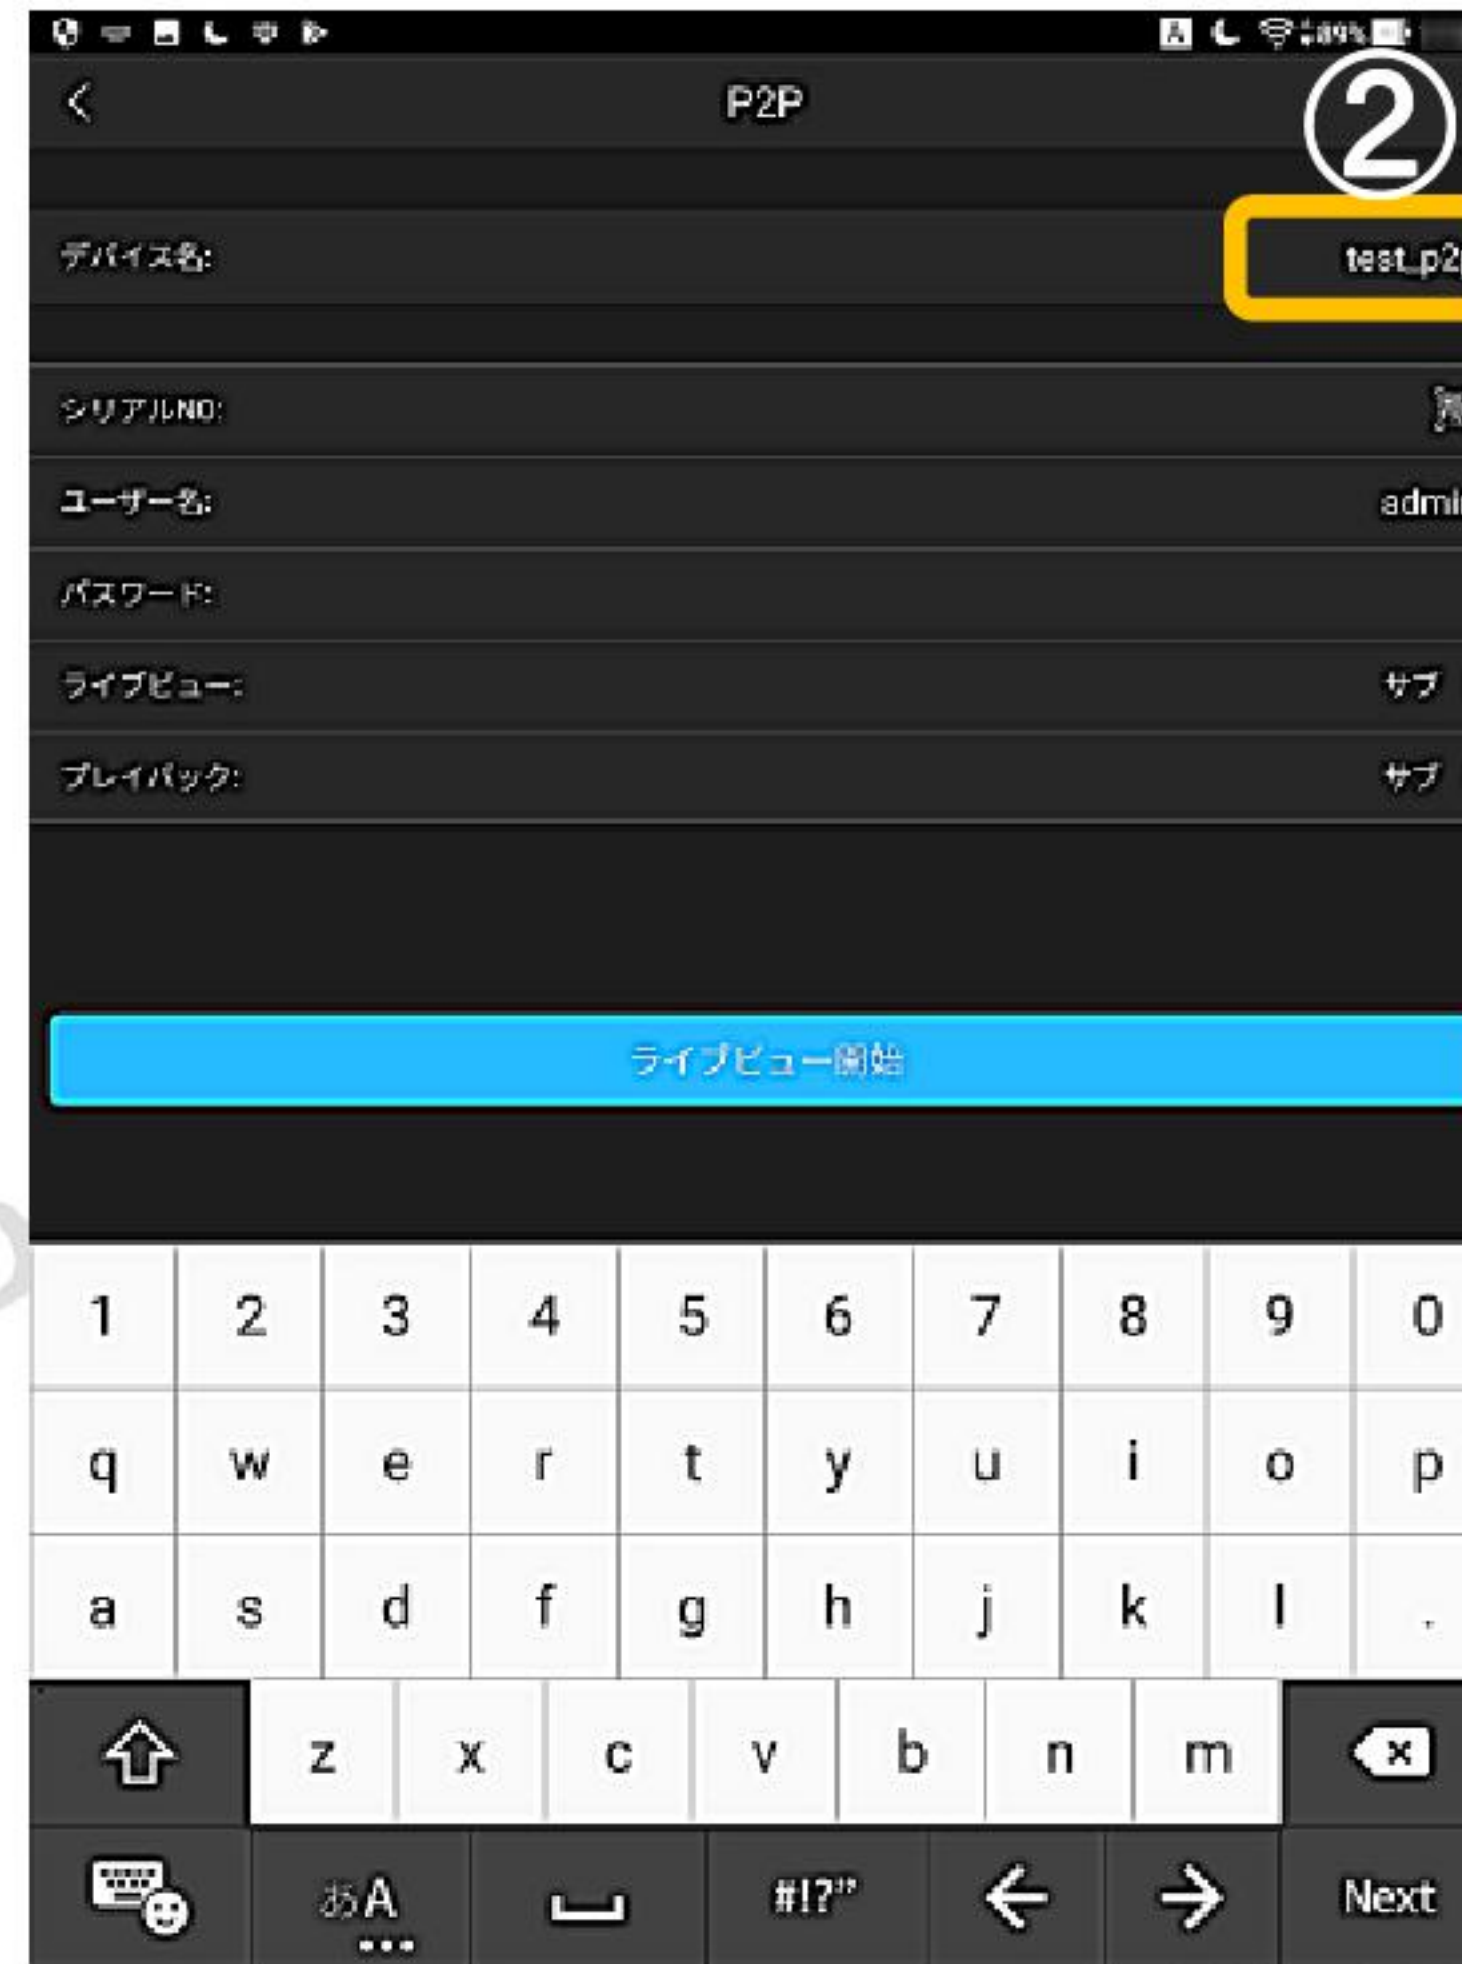 A 89%
P2P
②
デバイス名: test_p2p
シリアルNO:
ユーザー名: admin
パスワード:
ライブビュー: サブ
プレイバック: サブ
ライブビュー開始
1 2 3 4 5 6 7 8 9 0
q w e r t y u i o p
a s d f g h j k l .
z x c v b n m
あA #!?" Next